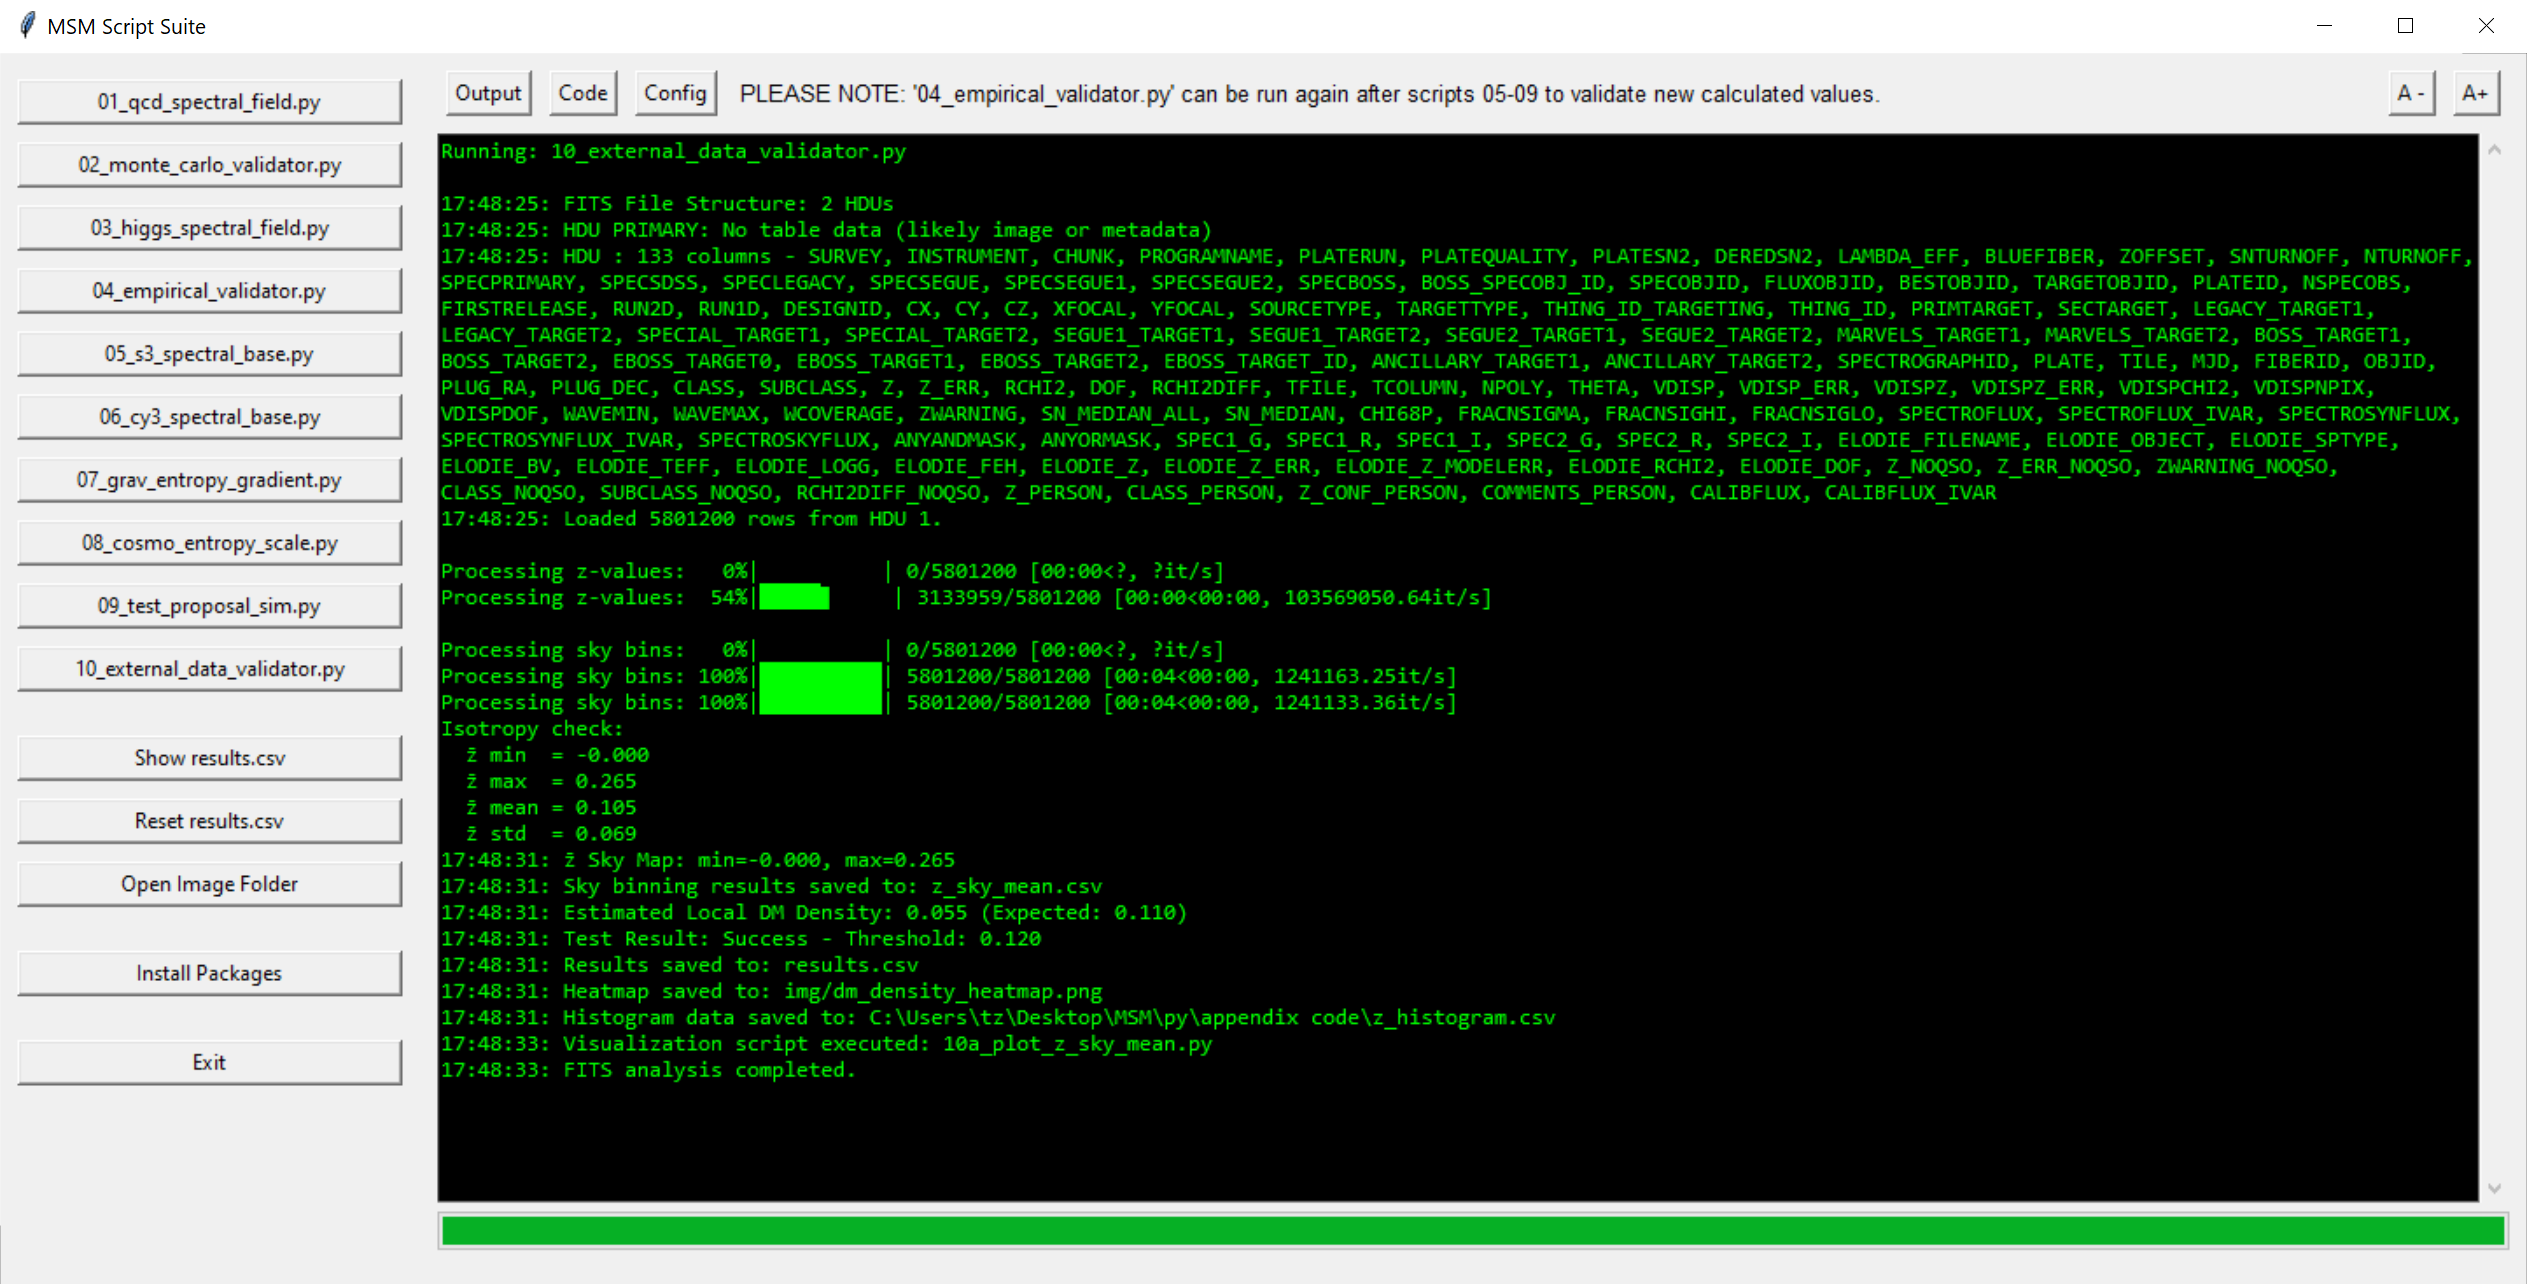 MSM Script Suite
01_qcd_spectral_field.py
02_monte_carlo_validator.py
03_higgs_spectral_field.py
04_empirical_validator.py
05_s3_spectral_base.py
06_cy3_spectral_base.py
07_grav_entropy_gradient.py
08_cosmo_entropy_scale.py
09_test_proposal_sim.py
10_external_data_validator.py
Show results.csv
Reset results.csv
Open Image Folder
Install Packages
Exit
Output Code Config PLEASE NOTE: '04_empirical_validator.py' can be run again after scripts 05-09 to validate new calculated values. A - A+
Running: 10_external_data_validator.py
17:48:25: FITS File Structure: 2 HDUs
17:48:25: HDU PRIMARY: No table data (likely image or metadata)
17:48:25: HDU : 133 columns - SURVEY, INSTRUMENT, CHUNK, PROGRAMNAME, PLATERUN, PLATEQUALITY, PLATESN2, DEREDSN2, LAMBDA_EFF, BLUEFIBER, ZOFFSET, SNTURNOFF, NTURNOFF,
SPECPRIMARY, SPECSDSS, SPECLEGACY, SPECSEGUE, SPECSEGUE1, SPECSEGUE2, SPECBOSS, BOSS_SPECOBJ_ID, SPECOBJID, FLUXOBJID, BESTOBJID, TARGETOBJID, PLATEID, NSPECOBS,
FIRSTRELEASE, RUN2D, RUN1D, DESIGNID, CX, CY, CZ, XFOCAL, YFOCAL, SOURCETYPE, TARGETTYPE, THING_ID_TARGETING, THING_ID, PRIMTARGET, SECTARGET, LEGACY_TARGET1,
LEGACY_TARGET2, SPECIAL_TARGET1, SPECIAL_TARGET2, SEGUE1_TARGET1, SEGUE1_TARGET2, SEGUE2_TARGET1, SEGUE2_TARGET2, MARVELS_TARGET1, MARVELS_TARGET2, BOSS_TARGET1,
BOSS_TARGET2, EBOSS_TARGET0, EBOSS_TARGET1, EBOSS_TARGET2, EBOSS_TARGET_ID, ANCILLARY_TARGET1, ANCILLARY_TARGET2, SPECTROGRAPHID, PLATE, TILE, MJD, FIBERID, OBJID,
PLUG_RA, PLUG_DEC, CLASS, SUBCLASS, Z, Z_ERR, RCHI2, DOF, RCHI2DIFF, TFILE, TCOLUMN, NPOLY, THETA, VDISP, VDISP_ERR, VDISPZ, VDISPZ_ERR, VDISPCHI2, VDISPNPIX,
VDISPDOF, WAVEMIN, WAVEMAX, WCOVERAGE, ZWARNING, SN_MEDIAN_ALL, SN_MEDIAN, CHI68P, FRACNSIGMA, FRACNSIGHI, FRACNSIGLO, SPECTROFLUX, SPECTROFLUX_IVAR, SPECTROSYNFLUX,
SPECTROSYNFLUX_IVAR, SPECTROSKYFLUX, ANYANDMASK, ANYORMASK, SPEC1_G, SPEC1_R, SPEC1_I, SPEC2_G, SPEC2_R, SPEC2_I, ELODIE_FILENAME, ELODIE_OBJECT, ELODIE_SPTYPE,
ELODIE_BV, ELODIE_TEFF, ELODIE_LOGG, ELODIE_FEH, ELODIE_Z, ELODIE_Z_ERR, ELODIE_Z_MODELERR, ELODIE_RCHI2, ELODIE_DOF, Z_NOQSO, Z_ERR_NOQSO, ZWARNING_NOQSO,
CLASS_NOQSO, SUBCLASS_NOQSO, RCHI2DIFF_NOQSO, Z_PERSON, CLASS_PERSON, Z_CONF_PERSON, COMMENTS_PERSON, CALIBFLUX, CALIBFLUX_IVAR
17:48:25: Loaded 5801200 rows from HDU 1.
Processing z-values:   0%|          | 0/5801200 [00:00<?, ?it/s]
Processing z-values:  54%|█████     | 3133959/5801200 [00:00<00:00, 103569050.64it/s]
Processing sky bins:   0%|          | 0/5801200 [00:00<?, ?it/s]
Processing sky bins: 100%|██████████| 5801200/5801200 [00:04<00:00, 1241163.25it/s]
Processing sky bins: 100%|██████████| 5801200/5801200 [00:04<00:00, 1241133.36it/s]
Isotropy check:
z̄ min  = -0.000
z̄ max  = 0.265
z̄ mean = 0.105
z̄ std  = 0.069
17:48:31: z̄ Sky Map: min=-0.000, max=0.265
17:48:31: Sky binning results saved to: z_sky_mean.csv
17:48:31: Estimated Local DM Density: 0.055 (Expected: 0.110)
17:48:31: Test Result: Success - Threshold: 0.120
17:48:31: Results saved to: results.csv
17:48:31: Heatmap saved to: img/dm_density_heatmap.png
17:48:31: Histogram data saved to: C:\Users\tz\Desktop\MSM\py\appendix code\z_histogram.csv
17:48:33: Visualization script executed: 10a_plot_z_sky_mean.py
17:48:33: FITS analysis completed.